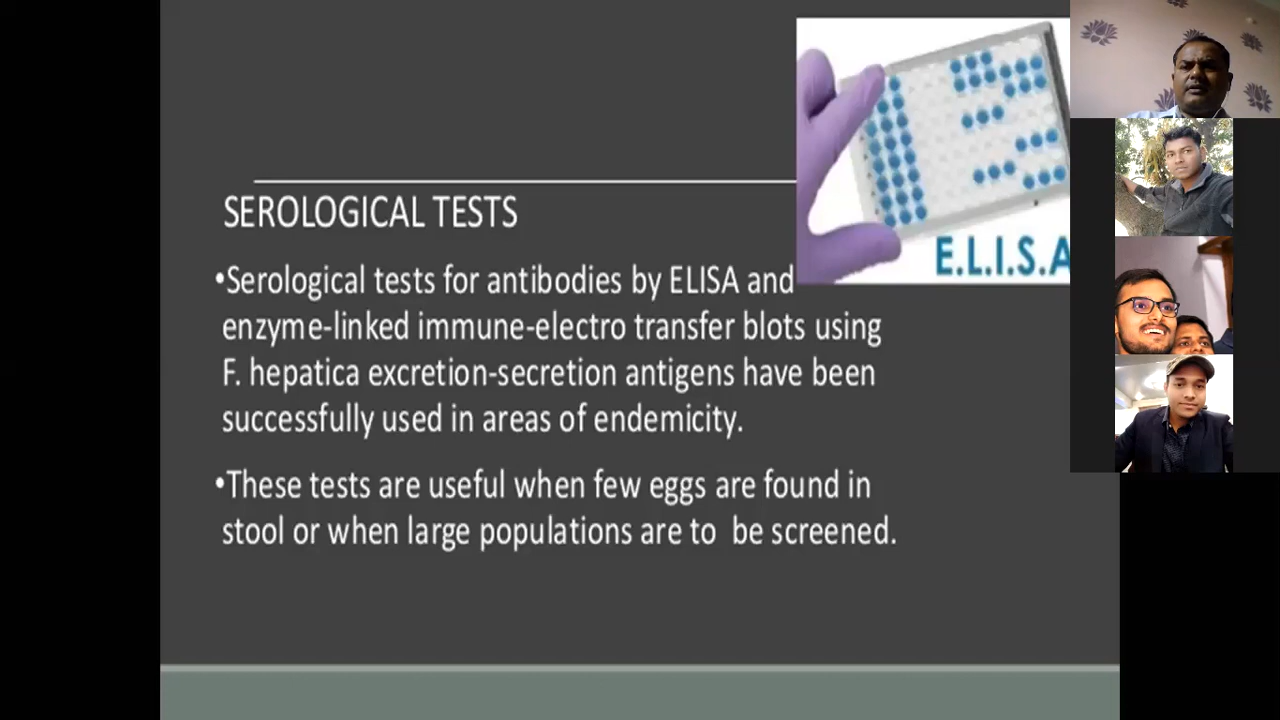 E.L.I.S.A
SEROLOGICAL TESTS
•Serological tests for antibodies by ELISA and
enzyme-linked immune-electro transfer blots using
F. hepatica excretion-secretion antigens have been
successfully used in areas of endemicity.
•These tests are useful when few eggs are found in
stool or when large populations are to be screened.